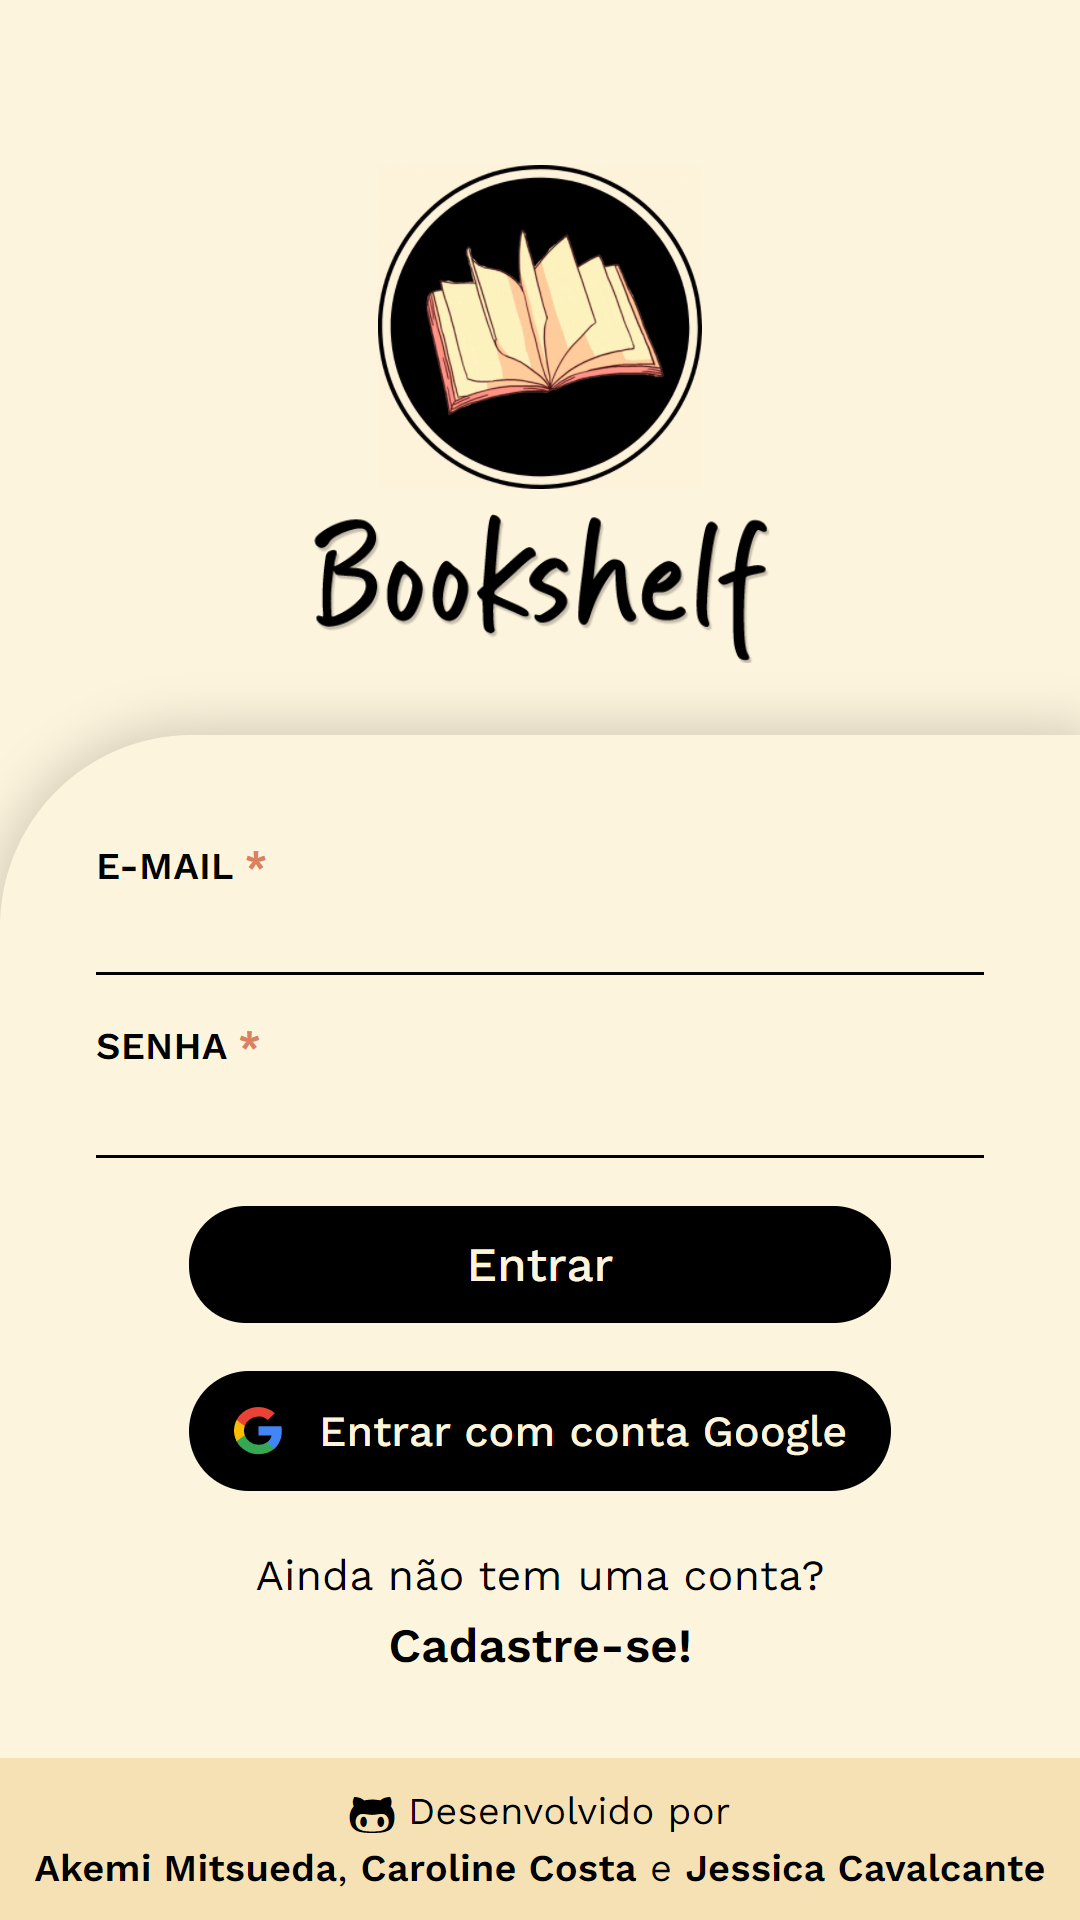 Bookshelf
E-MAIL *
SENHA *
Entrar
Entrar com conta Google
Ainda não tem uma conta?
Cadastre-se!
Desenvolvido por
Akemi Mitsueda, Caroline Costa e Jessica Cavalcante